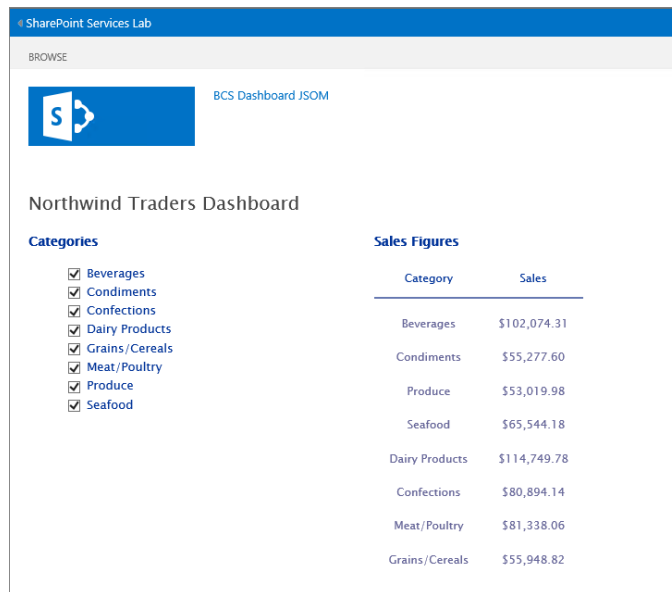 SharePoint Services Lab
BROWSE
S
BCS Dashboard JSOM
Northwind Traders Dashboard
Categories
Beverages
Condiments
Confections
Dairy Products
Grains/Cereals
Meat/Poultry
Produce
Seafood
Sales Figures
Category Sales
Beverages $102,074.31
Condiments $55,277.60
Produce $53,019.98
Seafood $65,544.18
Dairy Products $114,749.78
Confections $80,894.14
Meat/Poultry $81,338.06
Grains/Cereals $55,948.82